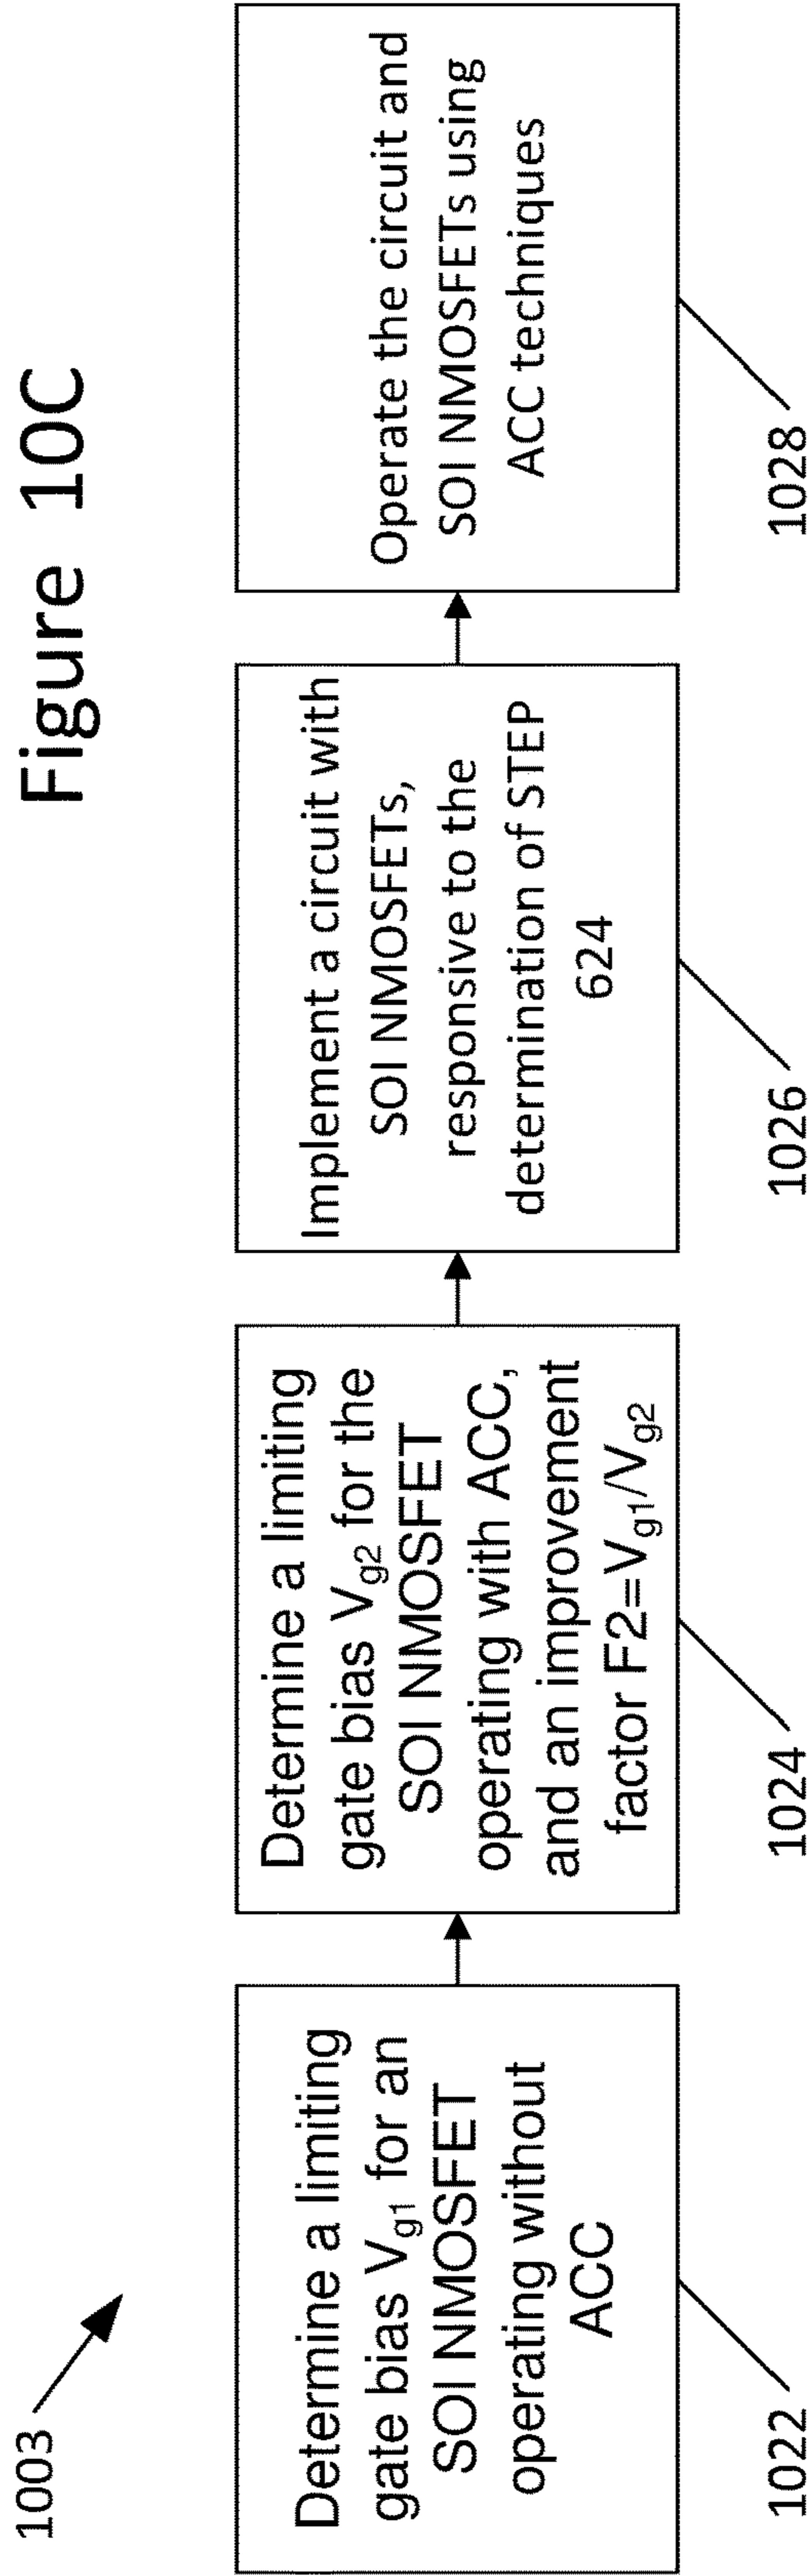 Figure 10C
1003
Determine a limiting
gate bias Vg1 for an
SOI NMOSFET
operating without
ACC
1022
Determine a limiting
gate bias Vg2 for the
SOI NMOSFET
operating with ACC,
and an improvement
factor F2=Vg1/Vg2
1024
Implement a circuit with
SOI NMOSFETs,
responsive to the
determination of STEP
624
1026
Operate the circuit and
SOI NMOSFETs using
ACC techniques
1028